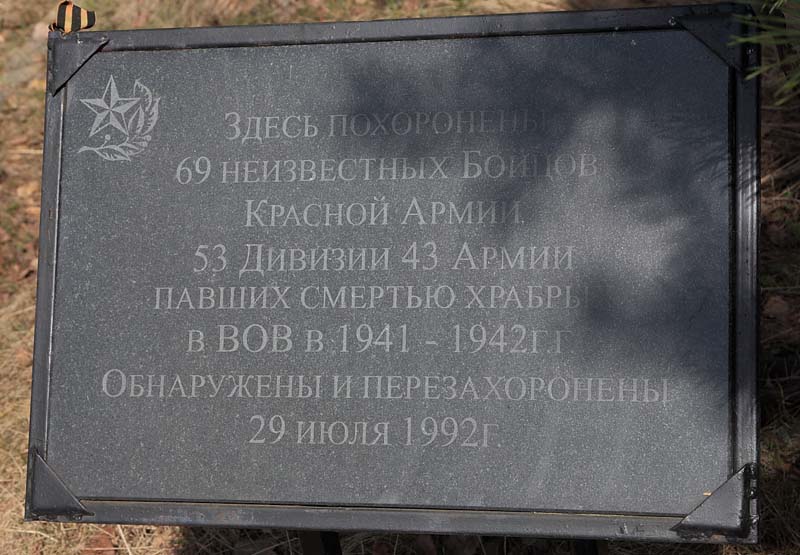 Здесь похоронены
69 неизвестных Бойцов
Красной Армии,
53 Дивизии 43 Армии
павших смертью храбрых
в ВОВ в 1941 - 1942г.г
Обнаружены и перезахоронены
29 июля 1992г.